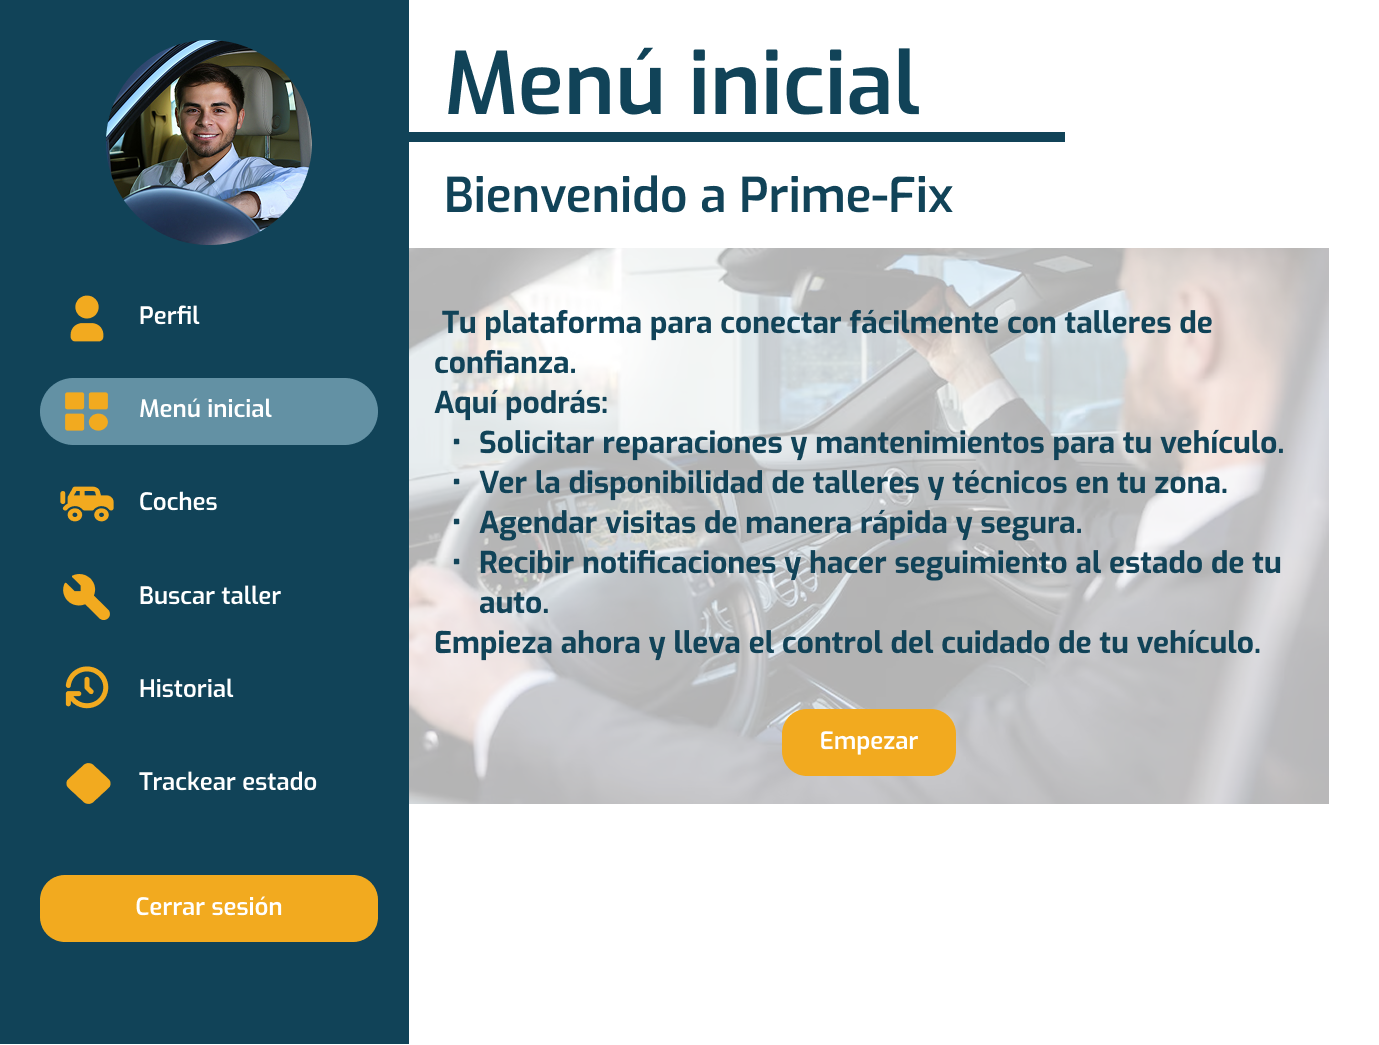 Menú inicial
Bienvenido a Prime-Fix
Perfil
Menú inicial
Coches
Buscar taller
Historial
Trackear estado
Cerrar sesión
Tu plataforma para conectar fácilmente con talleres de
confianza.
Aquí podrás:
· Solicitar reparaciones y mantenimientos para tu vehículo.
· Ver la disponibilidad de talleres y técnicos en tu zona.
· Agendar visitas de manera rápida y segura.
· Recibir notificaciones y hacer seguimiento al estado de tu
auto.
Empieza ahora y lleva el control del cuidado de tu vehículo.
Empezar